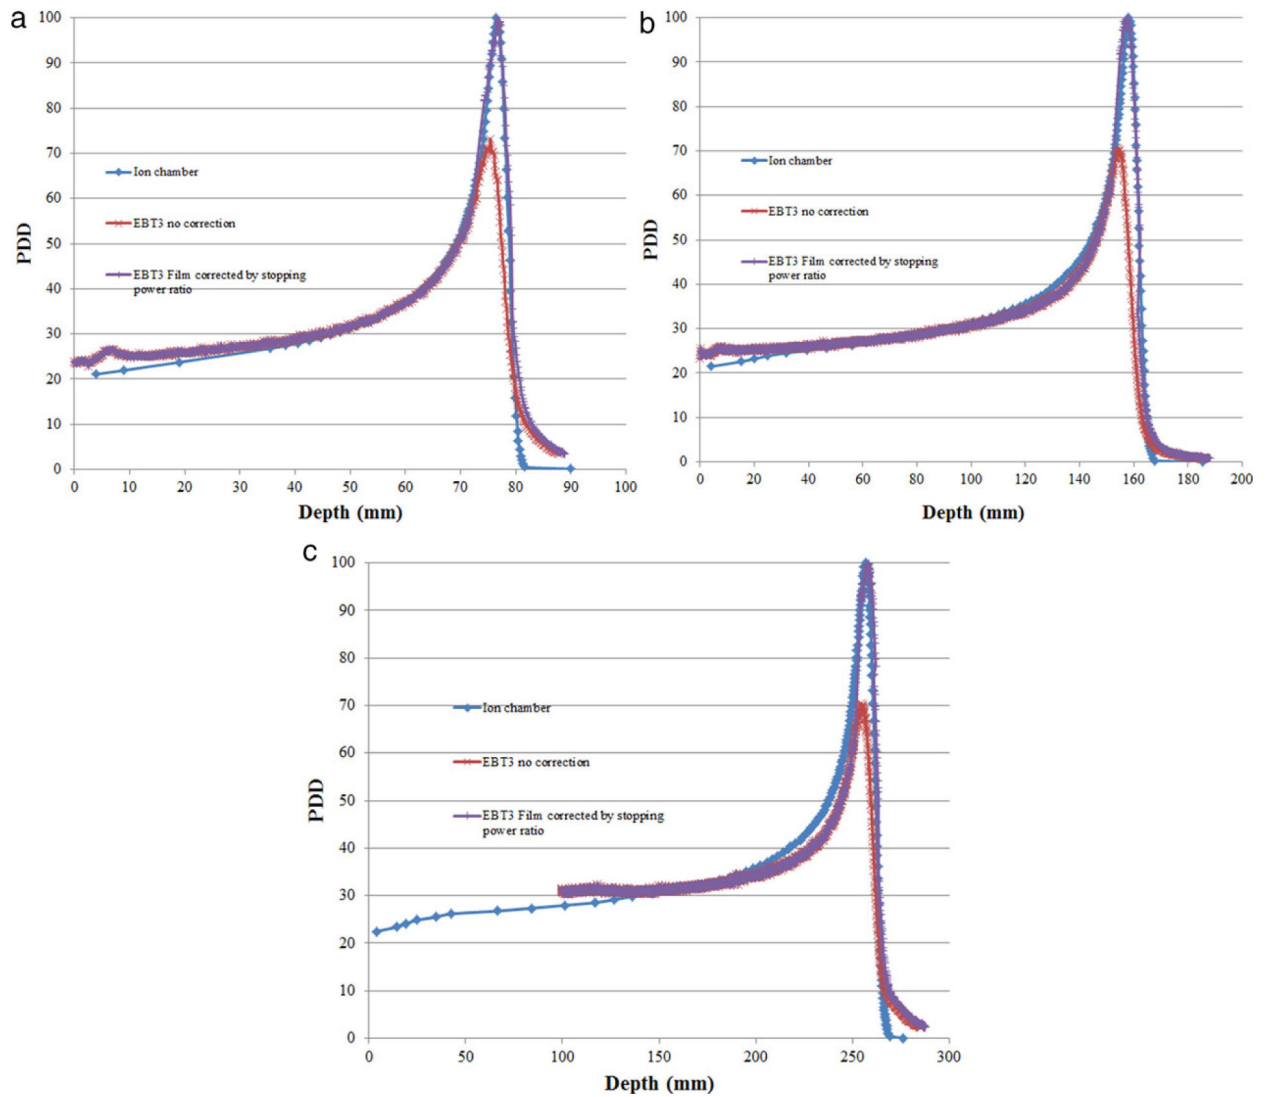 a
100
90
80
70
60
50
40
30
20
10
0
PDD
Ion chamber
EBT3 no correction
EBT3 Film corrected by stopping
power ratio
0 10 20 30 40 50 60 70 80 90 100
Depth (mm)
b
100
90
80
70
60
50
40
30
20
10
0
PDD
Ion chamber
EBT3 no correction
EBT3 Film corrected by stopping
power ratio
0 20 40 60 80 100 120 140 160 180 200
Depth (mm)
c
100
90
80
70
60
50
40
30
20
10
0
PDD
Ion chamber
EBT3 no correction
EBT3 Film corrected by stopping
power ratio
0 50 100 150 200 250 300
Depth (mm)